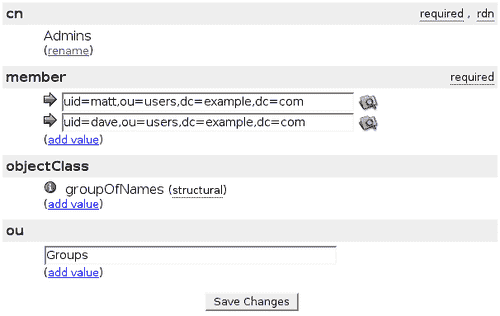 cn required , rdn
Admins
(rename)
member required
uid=matt,ou=users,dc=example,dc=com
uid=dave,ou=users,dc=example,dc=com
(add value)
objectClass
groupOfNames (structural)
(add value)
ou
Groups
(add value)
Save Changes